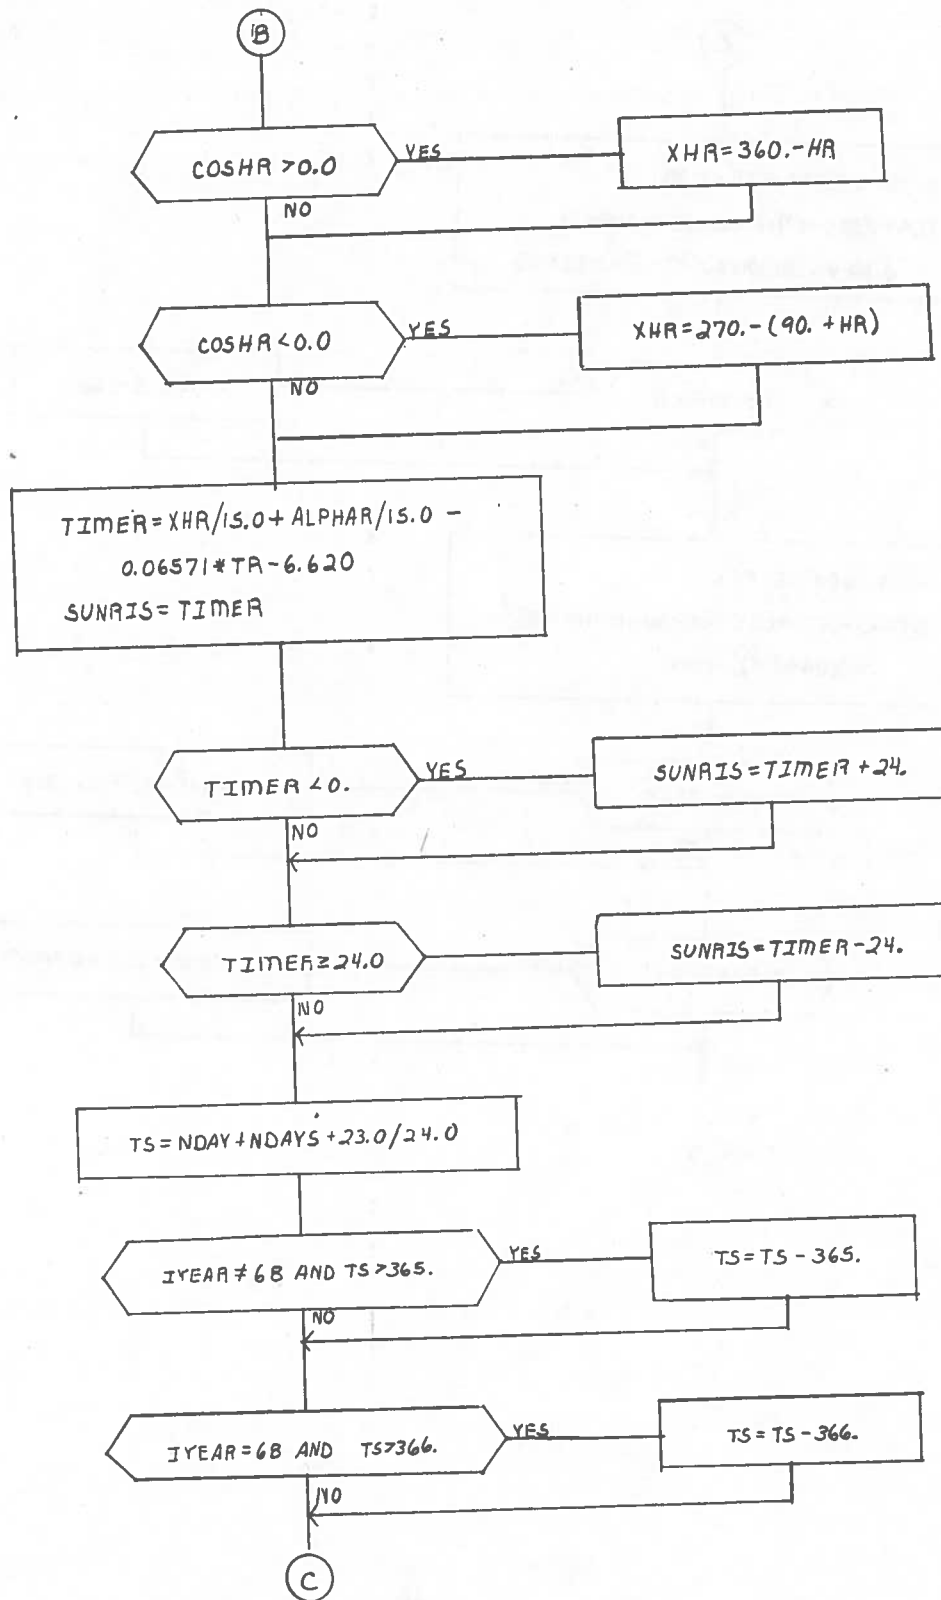 B
COSHR >0.0
YES
XHR=360.-HR
NO
COSHR <0.0
YES
XHR=270.-(90.+HR)
NO
TIMER=XHR/15.0+ALPHAR/15.0-
0.06571*TR-6.620
SUNRIS=TIMER
TIMER <0.
YES
SUNRIS=TIMER+24.
NO
TIMER≥24.0
SUNRIS=TIMER-24.
NO
TS=NDAY+NDAYS+23.0/24.0
IYEAR≠68 AND TS>365.
YES
TS=TS-365.
NO
IYEAR=68 AND TS>366.
YES
TS=TS-366.
NO
C